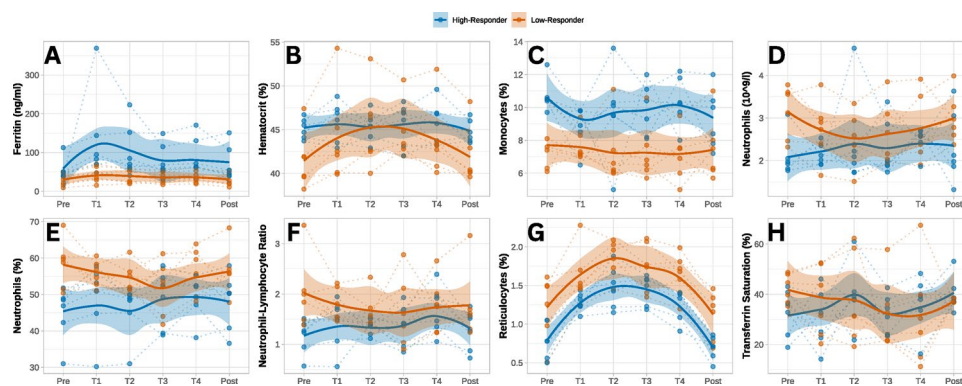 High-Responder Low-Responder
A
Ferritin (ng/ml)
300
200
100
0
Pre T1 T2 T3 T4 Post
B
Hematocrit (%)
55
50
45
40
Pre T1 T2 T3 T4 Post
C
Monocytes (%)
14
12
10
8
6
Pre T1 T2 T3 T4 Post
D
Neutrophils (10^9/l)
4
3
2
Pre T1 T2 T3 T4 Post
E
Neutrophils (%)
70
60
50
40
30
Pre T1 T2 T3 T4 Post
F
Neutrophil-Lymphocyte Ratio
3
2
1
Pre T1 T2 T3 T4 Post
G
Reticulocytes (%)
2.0
1.5
1.0
0.5
Pre T1 T2 T3 T4 Post
H
Transferrin Saturation (%)
60
40
20
Pre T1 T2 T3 T4 Post